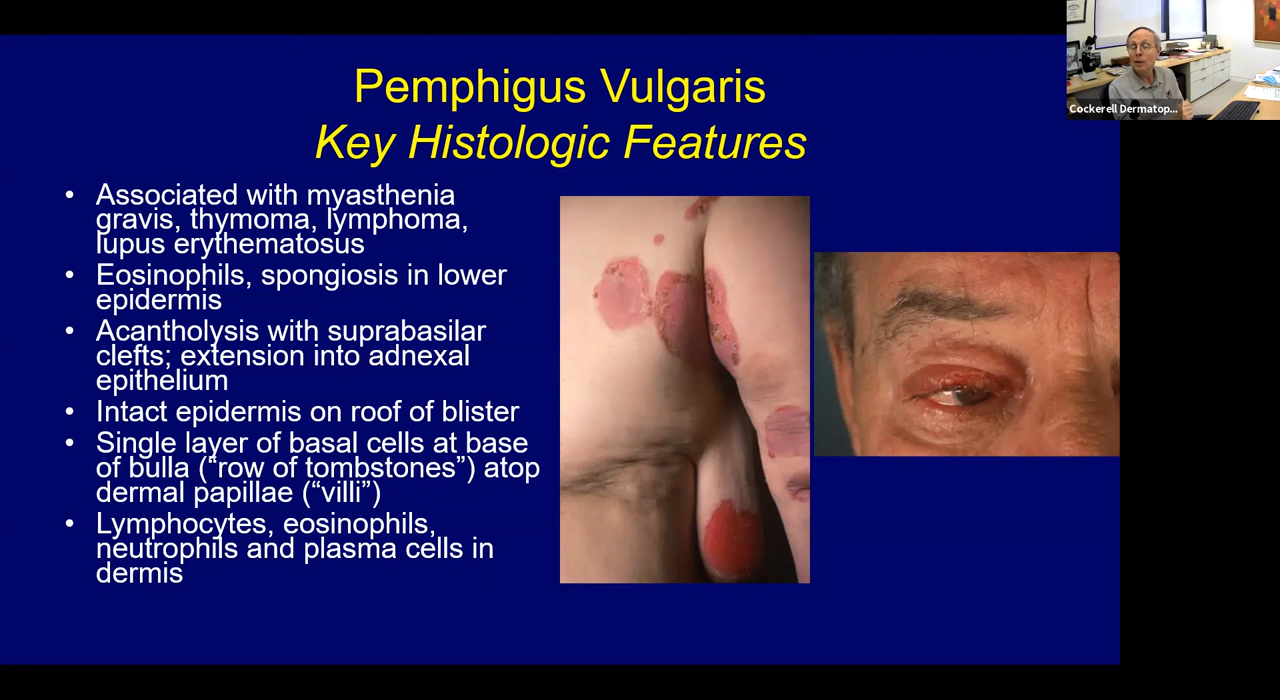 Cockerell Dermatop...
Pemphigus Vulgaris
Key Histologic Features
• Associated with myasthenia
gravis, thymoma, lymphoma,
lupus erythematosus
• Eosinophils, spongiosis in lower
epidermis
• Acantholysis with suprabasilar
clefts; extension into adnexal
epithelium
• Intact epidermis on roof of blister
• Single layer of basal cells at base
of bulla (“row of tombstones”) atop
dermal papillae (“villi”)
• Lymphocytes, eosinophils,
neutrophils and plasma cells in
dermis